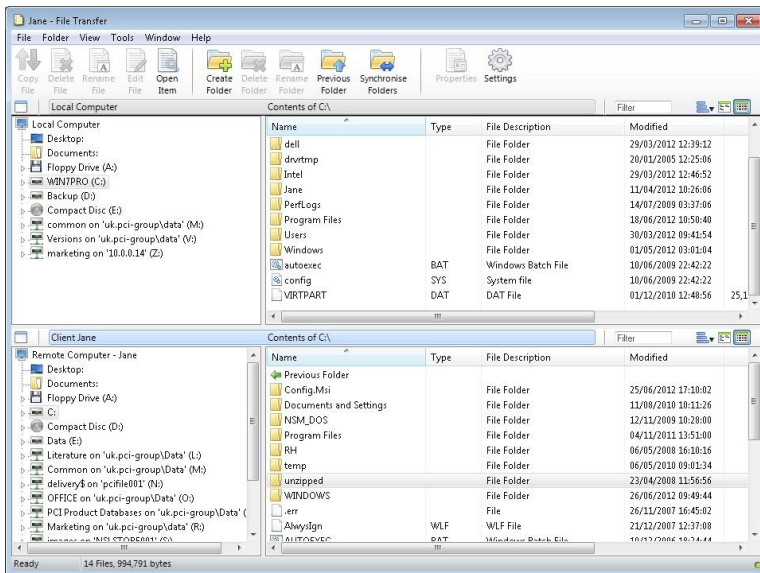 Jane - File Transfer
File Folder View Tools Window Help
Copy File
Delete File
Rename File
Edit File
Open Item
Create Folder
Delete Folder
Rename Folder
Previous Folder
Synchronise Folders
Properties
Settings
Local Computer
Contents of C:\
Filter
Local Computer
Desktop:
Documents:
Floppy Drive (A:)
WIN7PRO (C:)
Backup (D:)
Compact Disc (E:)
common on 'uk.pci-group\data' (M:)
Versions on 'uk.pci-group\data' (V:)
marketing on '10.0.0.14' (Z:)
Name Type File Description Modified
dell File Folder 29/03/2012 12:39:12
drvrtmp File Folder 20/01/2005 12:25:06
Intel File Folder 29/03/2012 12:46:52
Jane File Folder 11/04/2012 10:26:06
PerfLogs File Folder 14/07/2009 03:37:06
Program Files File Folder 18/06/2012 10:50:40
Users File Folder 30/03/2012 09:41:54
Windows File Folder 01/05/2012 03:01:04
autoexec BAT Windows Batch File 10/06/2009 22:42:22
config SYS System file 10/06/2009 22:42:22
VIRTPART DAT DAT File 01/12/2010 12:48:56 25,1
Client Jane
Contents of C:\
Filter
Remote Computer - Jane
Desktop:
Documents:
Floppy Drive (A:)
C:
Compact Disc (D:)
Data (E:)
Literature on 'uk.pci-group\Data' (L:)
Common on 'uk.pci-group\Data' (M:)
delivery$ on 'pcifile001' (N:)
OFFICE on 'uk.pci-group\Data' (O:)
PCI Product Databases on 'uk.pci-group\Data' (
Marketing on 'uk.pci-group\Data' (R:)
images on 'NSLSTORE001' (S:)
Name Type File Description Modified
Previous Folder
Config.Msi File Folder 25/06/2012 17:10:02
Documents and Settings File Folder 11/08/2010 10:11:26
NSM_DOS File Folder 12/11/2009 10:28:00
Program Files File Folder 04/11/2011 13:51:00
RH File Folder 06/05/2008 16:10:16
temp File Folder 06/05/2010 09:01:34
unzipped File Folder 23/04/2008 11:56:56
WINDOWS File Folder 26/06/2012 09:49:44
.err File 26/11/2007 16:45:02
AlwysIgn WLF WLF File 21/12/2007 12:37:08
AUTOEXEC BAT Windows Batch File
Ready 14 Files, 994,791 bytes